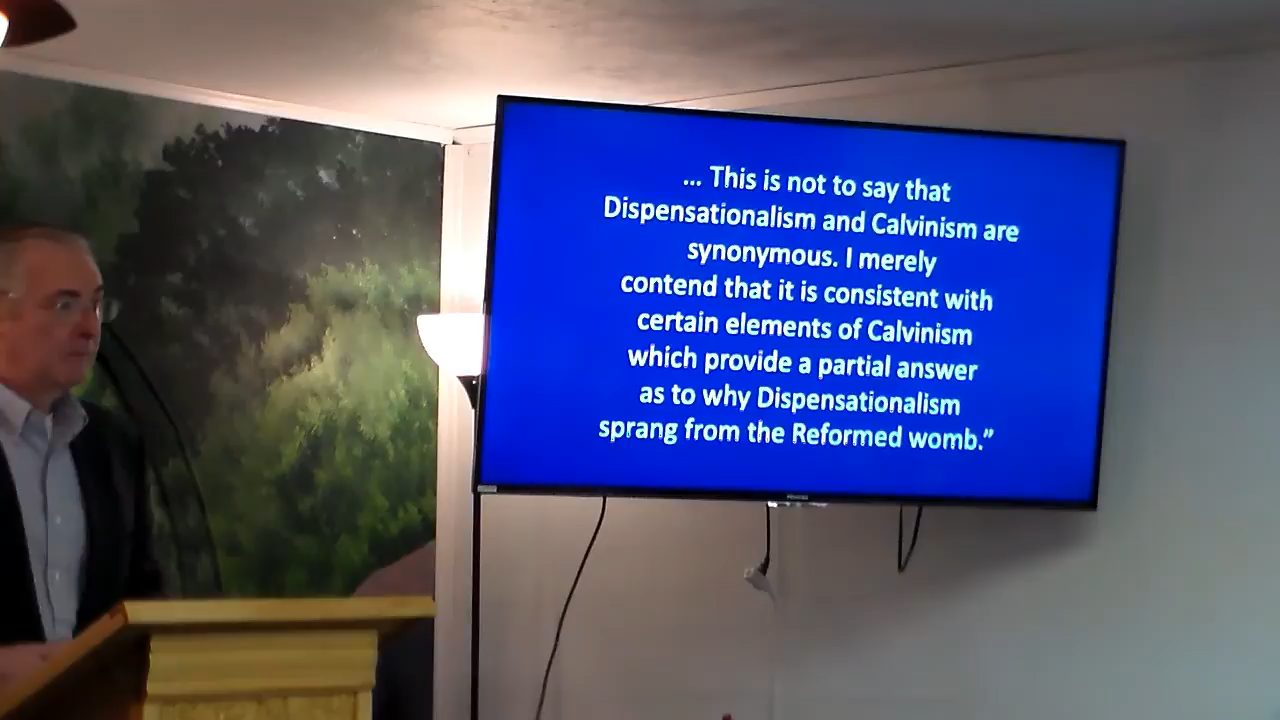 ... This is not to say that
Dispensationalism and Calvinism are
synonymous. I merely
contend that it is consistent with
certain elements of Calvinism
which provide a partial answer
as to why Dispensationalism
sprang from the Reformed womb.”